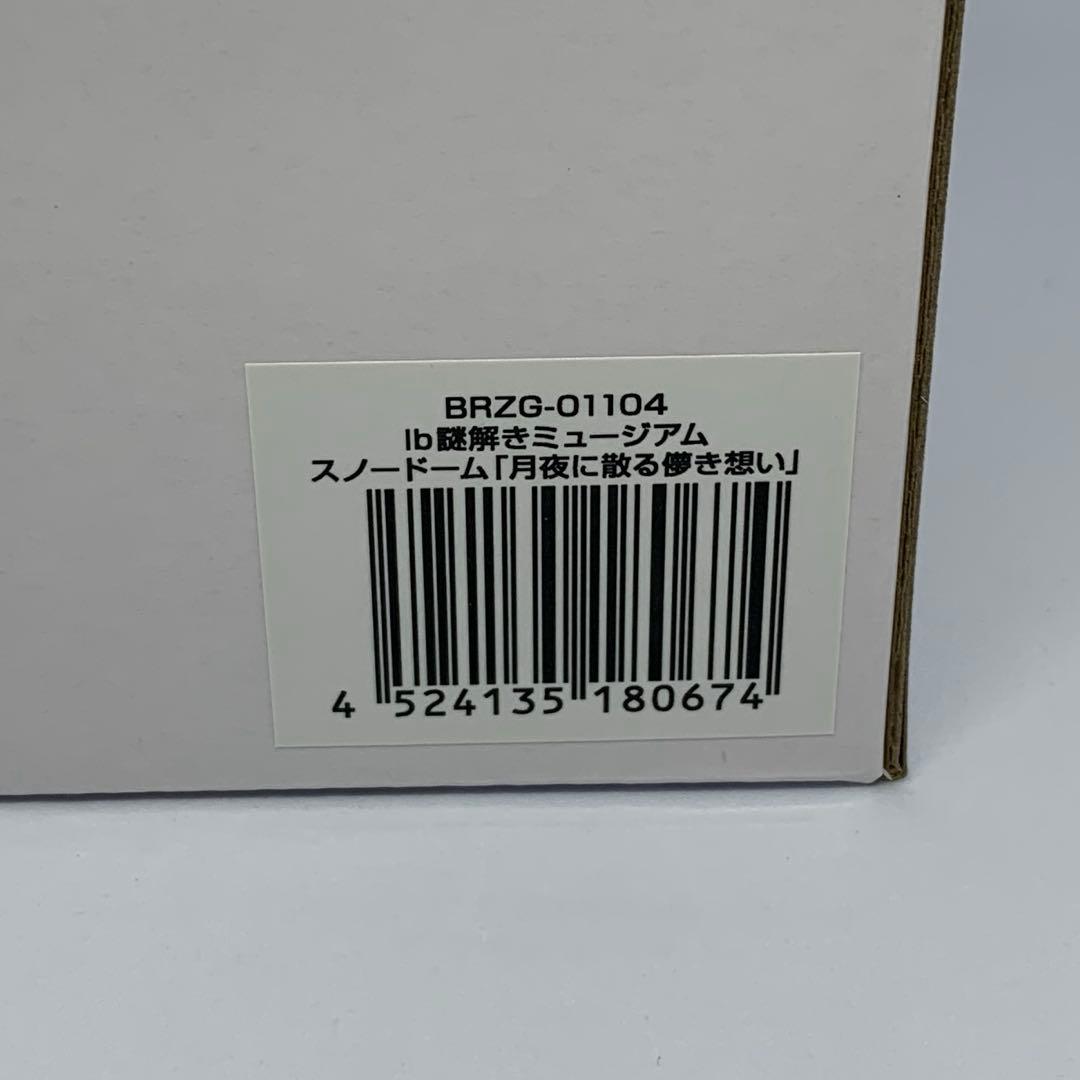 BRZG-01104
Ib謎解きミュージアム
スノードーム「月夜に散る儚き想い」
4 524135 180674